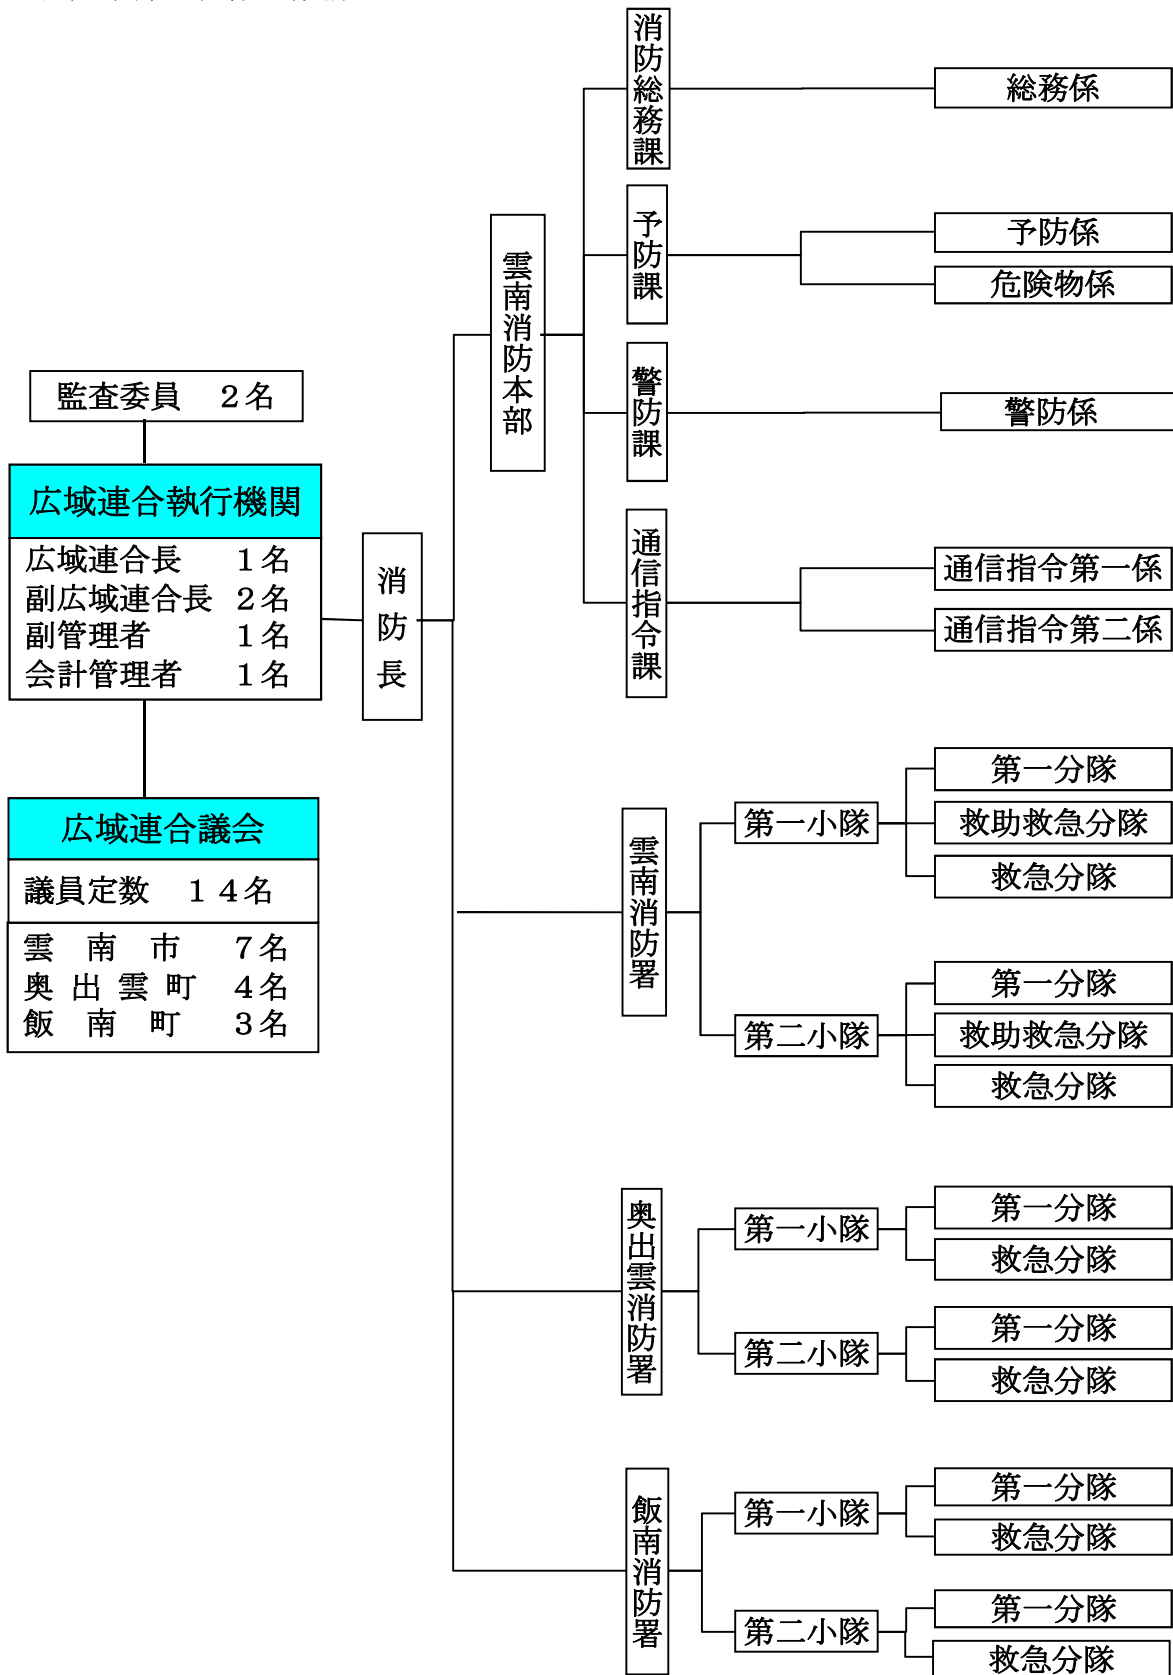 監査委員　２名
広域連合執行機関
広域連合長　１名
副広域連合長　２名
副管理者　１名
会計管理者　１名
広域連合議会
議員定数　１４名
雲南市　７名
奥出雲町　４名
飯南町　３名
消防長
雲南消防本部
消防総務課
総務係
予防課
予防係
危険物係
警防課
警防係
通信指令課
通信指令第一係
通信指令第二係
雲南消防署
第一小隊
第一分隊
救助救急分隊
救急分隊
第二小隊
第一分隊
救助救急分隊
救急分隊
奥出雲消防署
第一小隊
第一分隊
救急分隊
第二小隊
第一分隊
救急分隊
飯南消防署
第一小隊
第一分隊
救急分隊
第二小隊
第一分隊
救急分隊